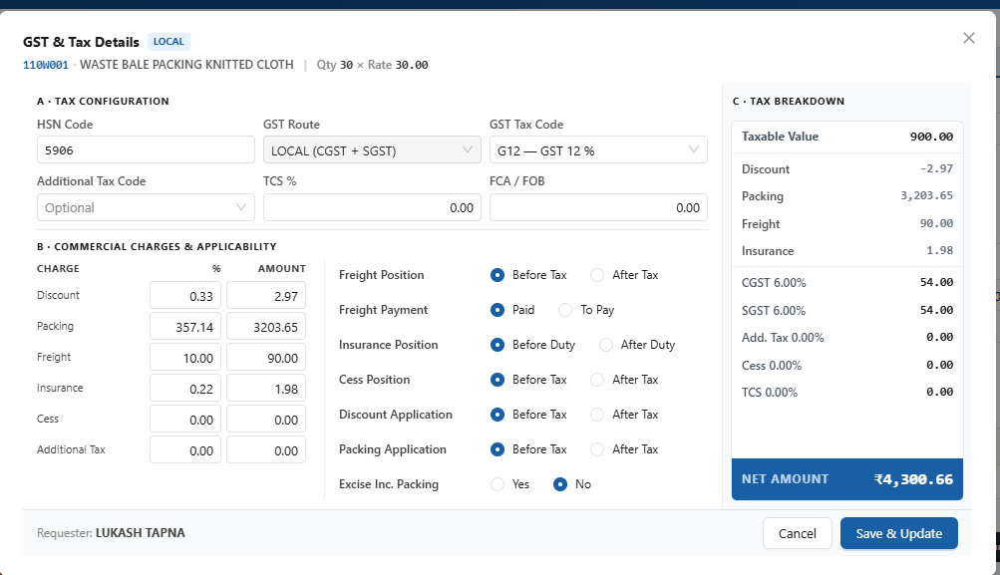 GST & Tax Details LOCAL
110W001 · WASTE BALE PACKING KNITTED CLOTH | Qty 30 × Rate 30.00
A · TAX CONFIGURATION
HSN Code GST Route GST Tax Code
5906 LOCAL (CGST + SGST) G12 — GST 12 %
Additional Tax Code TCS % FCA / FOB
Optional 0.00 0.00
B · COMMERCIAL CHARGES & APPLICABILITY
CHARGE % AMOUNT
Discount 0.33 2.97
Packing 357.14 3203.65
Freight 10.00 90.00
Insurance 0.22 1.98
Cess 0.00 0.00
Additional Tax 0.00 0.00
Freight Position Before Tax After Tax
Freight Payment Paid To Pay
Insurance Position Before Duty After Duty
Cess Position Before Tax After Tax
Discount Application Before Tax After Tax
Packing Application Before Tax After Tax
Excise Inc. Packing Yes No
C · TAX BREAKDOWN
Taxable Value 900.00
Discount -2.97
Packing 3,203.65
Freight 90.00
Insurance 1.98
CGST 6.00% 54.00
SGST 6.00% 54.00
Add. Tax 0.00% 0.00
Cess 0.00% 0.00
TCS 0.00% 0.00
NET AMOUNT ₹4,300.66
Requester: LUKASH TAPNA
Cancel Save & Update